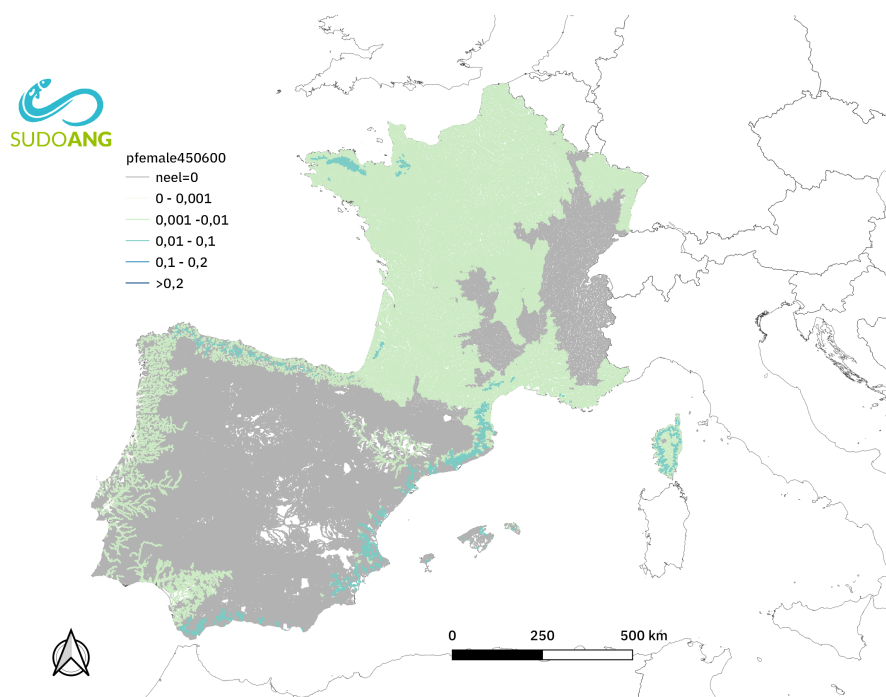 SUDOANG
pfemale450600
neel=0
0 - 0,001
0,001 -0,01
0,01 - 0,1
0,1 - 0,2
>0,2
0 250 500 km